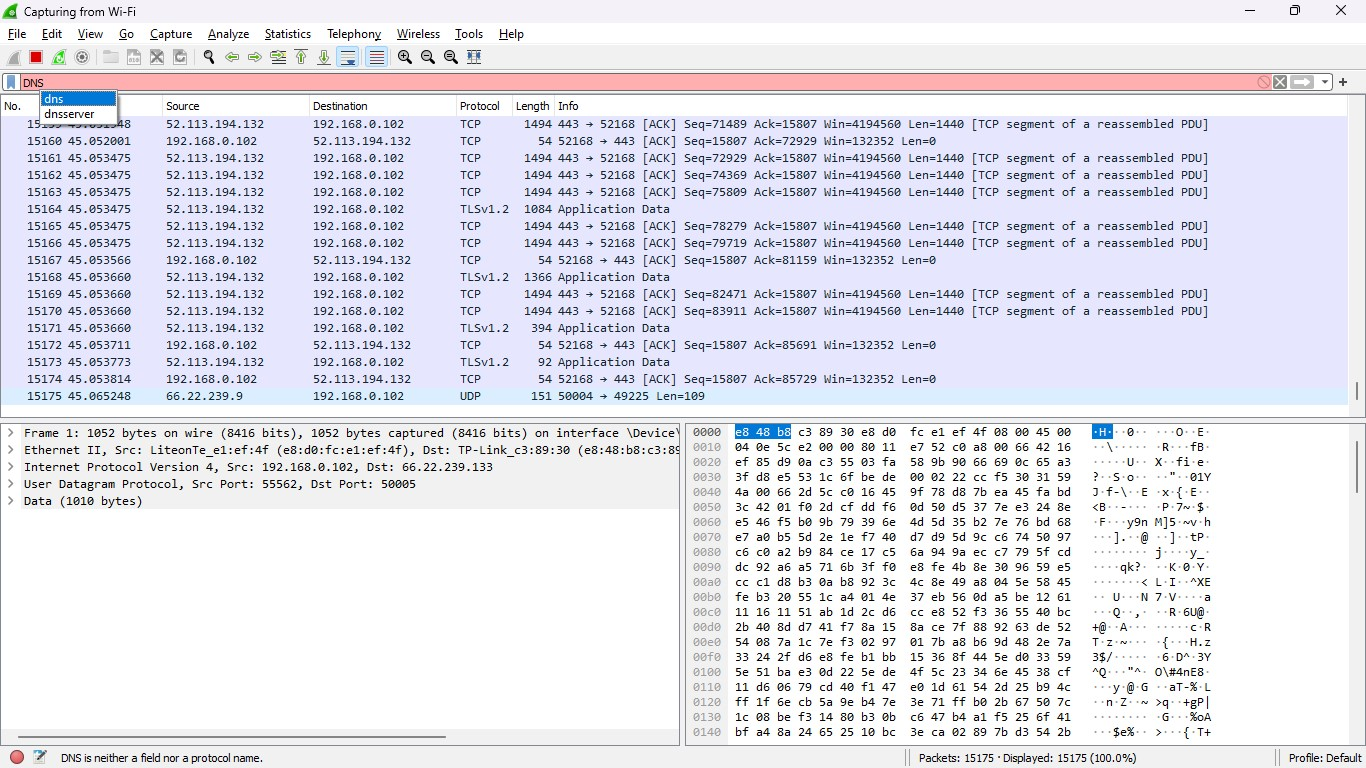 Capturing from Wi-Fi
File Edit View Go Capture Analyze Statistics Telephony Wireless Tools Help
DNS
dns
dnsserver
No. Source Destination Protocol Length Info
52.113.194.132 192.168.0.102 TCP 1494 443 → 52168 [ACK] Seq=71489 Ack=15807 Win=4194560 Len=1440 [TCP segment of a reassembled PDU]
15160 45.052001 192.168.0.102 52.113.194.132 TCP 54 52168 → 443 [ACK] Seq=15807 Ack=72929 Win=132352 Len=0
15161 45.053475 52.113.194.132 192.168.0.102 TCP 1494 443 → 52168 [ACK] Seq=72929 Ack=15807 Win=4194560 Len=1440 [TCP segment of a reassembled PDU]
15162 45.053475 52.113.194.132 192.168.0.102 TCP 1494 443 → 52168 [ACK] Seq=74369 Ack=15807 Win=4194560 Len=1440 [TCP segment of a reassembled PDU]
15163 45.053475 52.113.194.132 192.168.0.102 TCP 1494 443 → 52168 [ACK] Seq=75809 Ack=15807 Win=4194560 Len=1440 [TCP segment of a reassembled PDU]
15164 45.053475 52.113.194.132 192.168.0.102 TLSv1.2 1084 Application Data
15165 45.053475 52.113.194.132 192.168.0.102 TCP 1494 443 → 52168 [ACK] Seq=78279 Ack=15807 Win=4194560 Len=1440 [TCP segment of a reassembled PDU]
15166 45.053475 52.113.194.132 192.168.0.102 TCP 1494 443 → 52168 [ACK] Seq=79719 Ack=15807 Win=4194560 Len=1440 [TCP segment of a reassembled PDU]
15167 45.053566 192.168.0.102 52.113.194.132 TCP 54 52168 → 443 [ACK] Seq=15807 Ack=81159 Win=132352 Len=0
15168 45.053660 52.113.194.132 192.168.0.102 TLSv1.2 1366 Application Data
15169 45.053660 52.113.194.132 192.168.0.102 TCP 1494 443 → 52168 [ACK] Seq=82471 Ack=15807 Win=4194560 Len=1440 [TCP segment of a reassembled PDU]
15170 45.053660 52.113.194.132 192.168.0.102 TCP 1494 443 → 52168 [ACK] Seq=83911 Ack=15807 Win=4194560 Len=1440 [TCP segment of a reassembled PDU]
15171 45.053660 52.113.194.132 192.168.0.102 TLSv1.2 394 Application Data
15172 45.053711 192.168.0.102 52.113.194.132 TCP 54 52168 → 443 [ACK] Seq=15807 Ack=85691 Win=132352 Len=0
15173 45.053773 52.113.194.132 192.168.0.102 TLSv1.2 92 Application Data
15174 45.053814 192.168.0.102 52.113.194.132 TCP 54 52168 → 443 [ACK] Seq=15807 Ack=85729 Win=132352 Len=0
15175 45.065248 66.22.239.9 192.168.0.102 UDP 151 50004 → 49225 Len=109
Frame 1: 1052 bytes on wire (8416 bits), 1052 bytes captured (8416 bits) on interface \Device\
Ethernet II, Src: LiteonTe_e1:ef:4f (e8:d0:fc:e1:ef:4f), Dst: TP-Link_c3:89:30 (e8:48:b8:c3:89
Internet Protocol Version 4, Src: 192.168.0.102, Dst: 66.22.239.133
User Datagram Protocol, Src Port: 55562, Dst Port: 50005
Data (1010 bytes)
0000 e8 48 b8 c3 89 30 e8 d0 fc e1 ef 4f 08 00 45 00 ·H···0·· ···O··E·
0010 04 0e 5c e2 00 00 80 11 e7 52 c0 a8 00 66 42 16 ··\····· ·R···fB·
0020 ef 85 d9 0a c3 55 03 fa 58 9b 90 66 69 0c 65 a3 ·····U·· X··fi·e·
0030 3f d8 e5 53 1c 6f be de 00 02 22 cc f5 30 31 59 ?··S·o·· ··"··01Y
0040 4a 00 66 2d 5c c0 16 45 9f 78 d8 7b ea 45 fa bd J·f-\··E ·x·{·E··
0050 3c 42 01 f0 2d cf dd f6 0d 50 d5 37 7e e3 24 8e <B··-··· ·P·7~·$·
0060 e5 46 f5 b0 9b 79 39 6e 4d 5d 35 b2 7e 76 bd 68 ·F···y9n M]5·~v·h
0070 e7 a0 b5 5d 2e 1e f7 40 d7 d9 5d 9c c6 74 50 97 ···].··@ ··]··tP·
0080 c6 c0 a2 b9 84 ce 17 c5 6a 94 9a ec c7 79 5f cd ········ j····y_·
0090 dc 92 a6 a5 71 6b 3f f0 e8 fe 4b 8e 30 96 59 e5 ····qk?· ··K·0·Y·
00a0 cc c1 d8 b3 0a b8 92 3c 4c 8e 49 a8 04 5e 58 45 ·······< L·I··^XE
00b0 fe b3 20 55 1c a4 01 4e 37 eb 56 0d a5 be 12 61 ·· U···N 7·V····a
00c0 11 16 11 51 ab 1d 2c d6 cc e8 52 f3 36 55 40 bc ···Q··,· ··R·6U@·
00d0 2b 40 8d d7 41 f7 8a 15 8a ce 7f 88 92 63 de 52 +@··A··· ·····c·R
00e0 54 08 7a 1c 7e f3 02 97 01 7b a8 b6 9d 48 2e 7a T·z·~··· ·{···H.z
00f0 33 24 2f d6 e8 fe b1 bb 15 36 8f 44 5e d0 33 59 3$/····· ·6·D^·3Y
0100 5e 51 ba e3 0d 22 5e de 4f 5c 23 34 6e 45 38 cf ^Q···"^· O\#4nE8·
0110 11 d6 06 79 cd 40 f1 47 e0 1d 61 54 2d 25 b9 4c ···y·@·G ··aT-%·L
0120 ff 1f 6e cb 5a 9e b4 7e 3e 71 ff b0 2b 67 50 7c ··n·Z··~ >q··+gP|
0130 1c 08 be f3 14 80 b3 0b c6 47 b4 a1 f5 25 6f 41 ········ ·G···%oA
0140 bf a4 8a 24 65 25 10 bc 3e ca 02 89 7b d3 54 2b ···$e%·· >···{·T+
DNS is neither a field nor a protocol name.
Packets: 15175 · Displayed: 15175 (100.0%)
Profile: Default